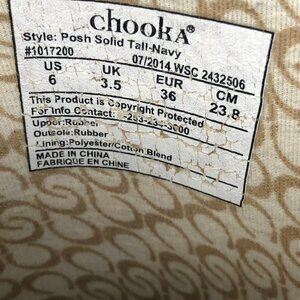 chooka®
Style: Posh Solid Tall-Navy
#1017200 07/2014 WSC 2432506
US UK EUR CM
6 3.5 36 23.8
This Product is Copyright Protected
For Info Contact:
Upper:Rubber
Outsole:Rubber
Lining:Polyester/Cotton Blend
MADE IN CHINA
FABRIQUE EN CHINE